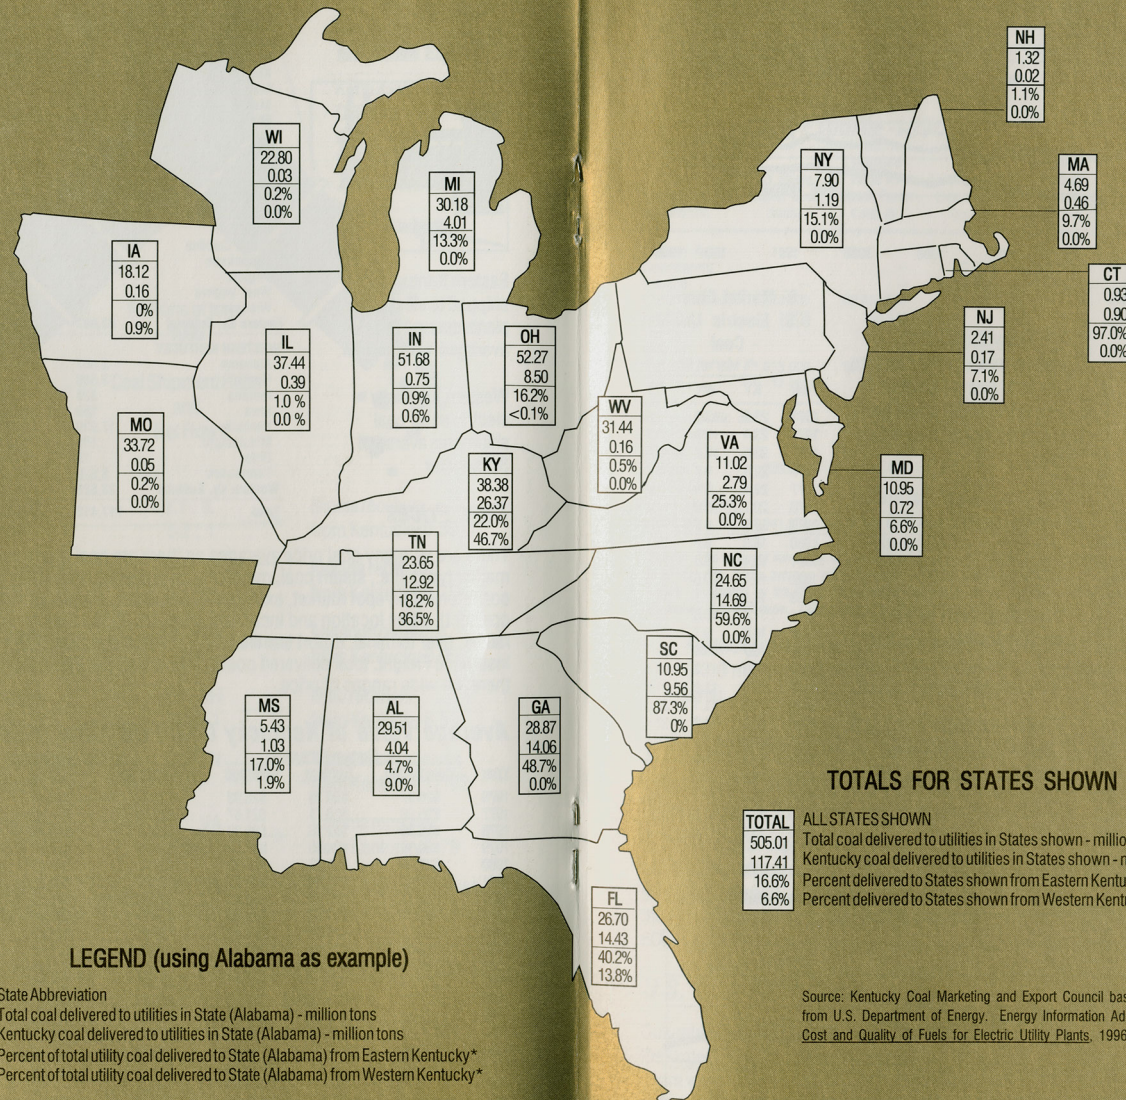 NH
1.32
0.02
1.1%
0.0%
WI
22.80
0.03
0.2%
0.0%
MI
30.18
4.01
13.3%
0.0%
NY
7.90
1.19
15.1%
0.0%
MA
4.69
0.46
9.7%
0.0%
IA
18.12
0.16
0%
0.9%
CT
0.93
0.90
97.0%
0.0%
NJ
2.41
0.17
7.1%
0.0%
IL
37.44
0.39
1.0 %
0.0 %
IN
51.68
0.75
0.9%
0.6%
OH
52.27
8.50
16.2%
<0.1%
WV
31.44
0.16
0.5%
0.0%
MO
33.72
0.05
0.2%
0.0%
KY
38.38
26.37
22.0%
46.7%
VA
11.02
2.79
25.3%
0.0%
MD
10.95
0.72
6.6%
0.0%
TN
23.65
12.92
18.2%
36.5%
NC
24.65
14.69
59.6%
0.0%
SC
10.95
9.56
87.3%
0%
MS
5.43
1.03
17.0%
1.9%
AL
29.51
4.04
4.7%
9.0%
GA
28.87
14.06
48.7%
0.0%
FL
26.70
14.43
40.2%
13.8%
TOTALS FOR STATES SHOWN
TOTAL ALL STATES SHOWN
505.01 Total coal delivered to utilities in States shown - millio
117.41 Kentucky coal delivered to utilities in States shown - m
16.6% Percent delivered to States shown from Eastern Kentu
6.6% Percent delivered to States shown from Western Kent
LEGEND (using Alabama as example)
State Abbreviation
Total coal delivered to utilities in State (Alabama) - million tons
Kentucky coal delivered to utilities in State (Alabama) - million tons
Percent of total utility coal delivered to State (Alabama) from Eastern Kentucky*
Percent of total utility coal delivered to State (Alabama) from Western Kentucky*
Source: Kentucky Coal Marketing and Export Council bas
from U.S. Department of Energy. Energy Information Ad
Cost and Quality of Fuels for Electric Utility Plants, 1996